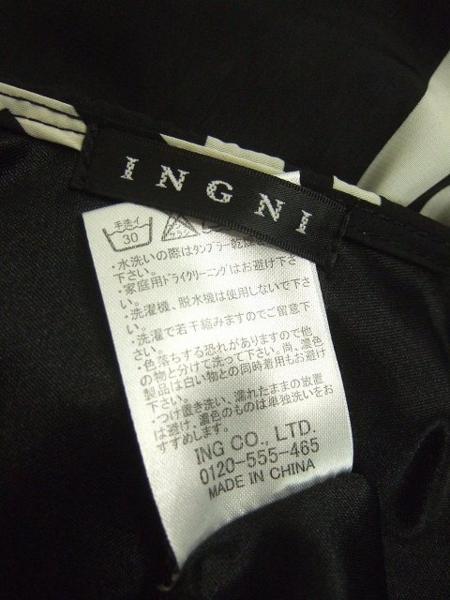 INGNI
手洗イ
30
・水洗いの際はタンブラー乾燥
下さい。
・家庭用ドライクリーニングはお避け下さ
い。
・洗濯機、脱水機は使用しないで下
さい。
・洗濯で若干縮みますのでご留意下
さい。
・色落ちする恐れがありますので他
の物と分けて洗って下さい。尚、濃色
製品は白い物との同時着用もお避け
下さい。
・つけ置き洗い、濡れたままの放置
は避け、濃色のものは単独洗いをお
すすめします。
ING CO., LTD.
0120-555-465
MADE IN CHINA